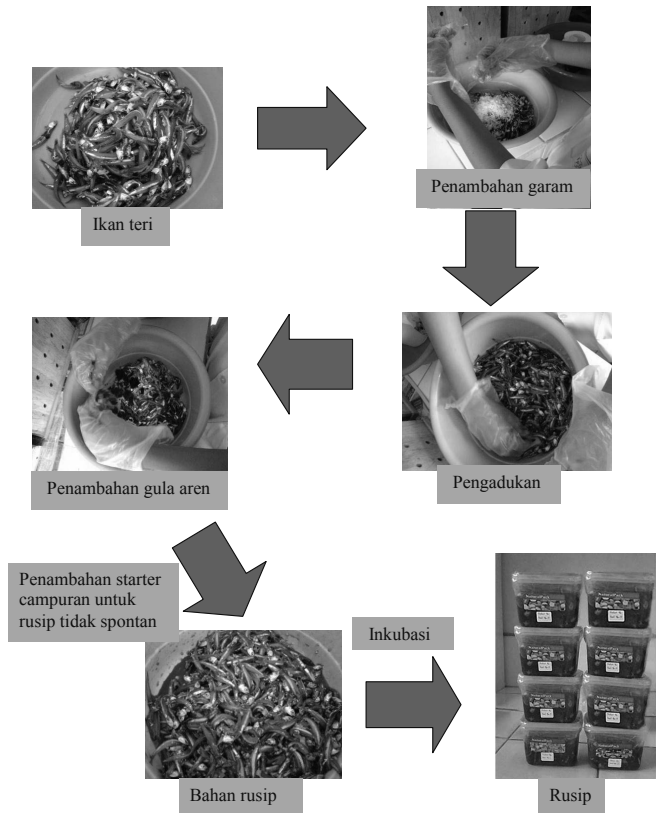 Ikan teri
Penambahan garam
Penambahan gula aren
Pengadukan
Penambahan starter
campuran untuk
rusip tidak spontan
Inkubasi
Bahan rusip
Rusip